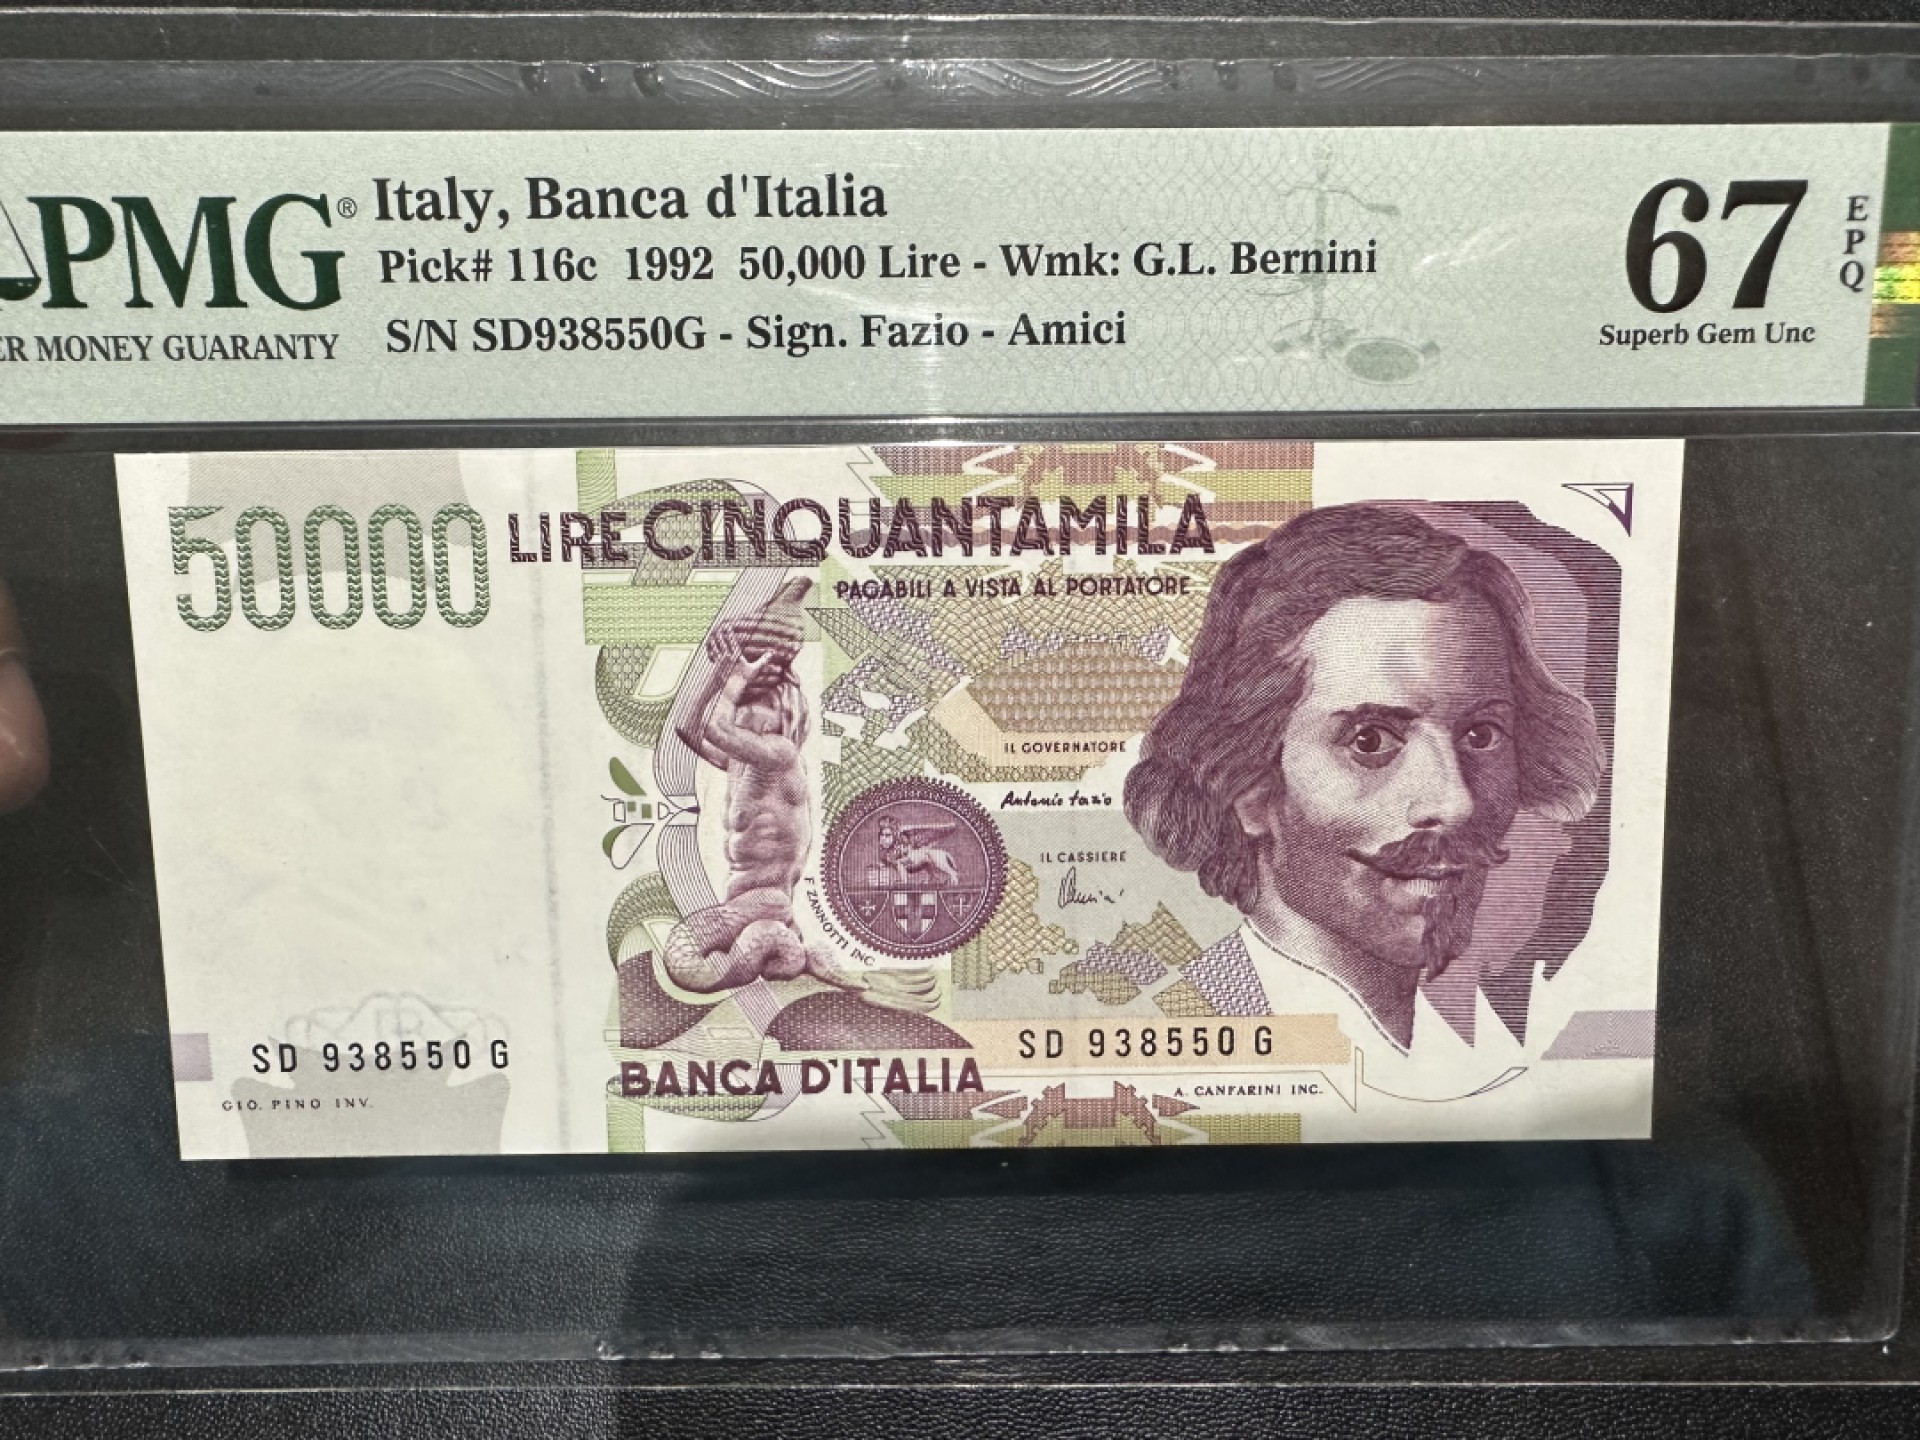 PMG® Italy, Banca d'Italia
Pick# 116c 1992 50,000 Lire - Wmk: G.L. Bernini
ER MONEY GUARANTY S/N SD938550G - Sign. Fazio - Amici
67 EPQ
Superb Gem Unc
50000 LIRE CINQUANTAMILA
PAGABILI A VISTA AL PORTATORE
IL GOVERNATORE
Antonio Fazio
IL CASSIERE
Amici
F. ZANNOTTI INC
SD 938550 G
SD 938550 G
GIO. PINO INV.
BANCA D'ITALIA
A. CANFARINI INC.